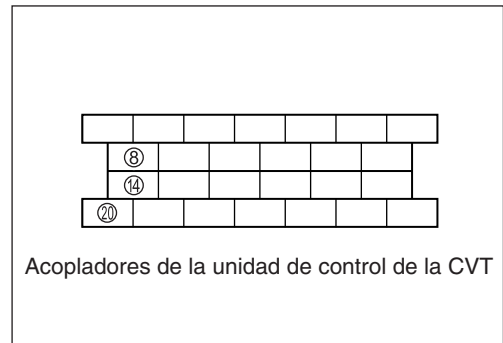 ⑧
⑭
⑳
Acopladores de la unidad de control de la CVT